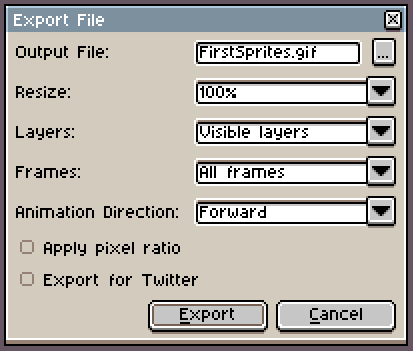 Export File
Output File: FirstSprites.gif ...
Resize: 100%
Layers: Visible layers
Frames: All frames
Animation Direction: Forward
Apply pixel ratio
Export for Twitter
Export Cancel